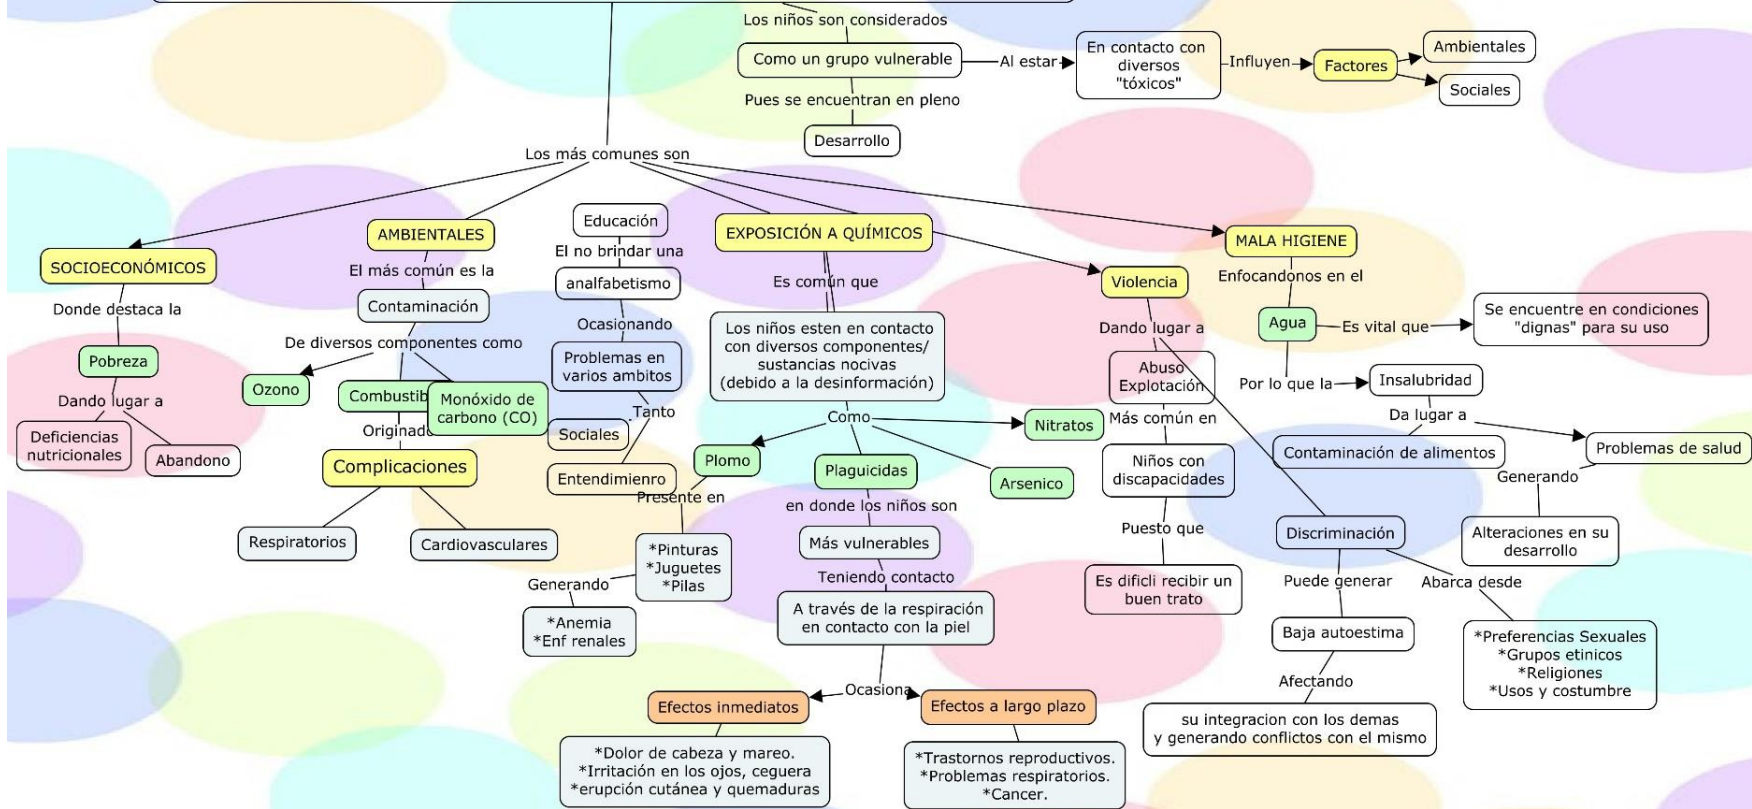 Los niños son considerados
Como un grupo vulnerable
Al estar
En contacto con
diversos
"tóxicos"
Influyen
Factores
Ambientales
Sociales
Pues se encuentran en pleno
Desarrollo
Los más comunes son
SOCIOECONÓMICOS
Donde destaca la
Pobreza
Dando lugar a
Deficiencias
nutricionales
Abandono
AMBIENTALES
El más común es la
Contaminación
De diversos componentes como
Ozono
Combustib
Monóxido de
carbono (CO)
Originado
Complicaciones
Respiratorios
Cardiovasculares
Educación
El no brindar una
analfabetismo
Ocasionando
Problemas en
varios ambitos
Tanto
Sociales
Entendimienro
EXPOSICIÓN A QUÍMICOS
Es común que
Los niños esten en contacto
con diversos componentes/
sustancias nocivas
(debido a la desinformación)
Como
Plomo
Plaguicidas
Arsenico
Nitratos
Presente en
*Pinturas
*Juguetes
*Pilas
Generando
*Anemia
*Enf renales
en donde los niños son
Más vulnerables
Teniendo contacto
A través de la respiración
en contacto con la piel
Ocasiona
Efectos inmediatos
*Dolor de cabeza y mareo.
*Irritación en los ojos, ceguera
*erupción cutánea y quemaduras
Efectos a largo plazo
*Trastornos reproductivos.
*Problemas respiratorios.
*Cancer.
Violencia
Dando lugar a
Abuso
Explotación
Más común en
Niños con
discapacidades
Puesto que
Es dificli recibir un
buen trato
Discriminación
Puede generar
Baja autoestima
Afectando
su integracion con los demas
y generando conflictos con el mismo
Abarca desde
*Preferencias Sexuales
*Grupos etinicos
*Religiones
*Usos y costumbre
MALA HIGIENE
Enfocandonos en el
Agua
Es vital que
Se encuentre en condiciones
"dignas" para su uso
Por lo que la
Insalubridad
Da lugar a
Contaminación de alimentos
Problemas de salud
Generando
Alteraciones en su
desarrollo